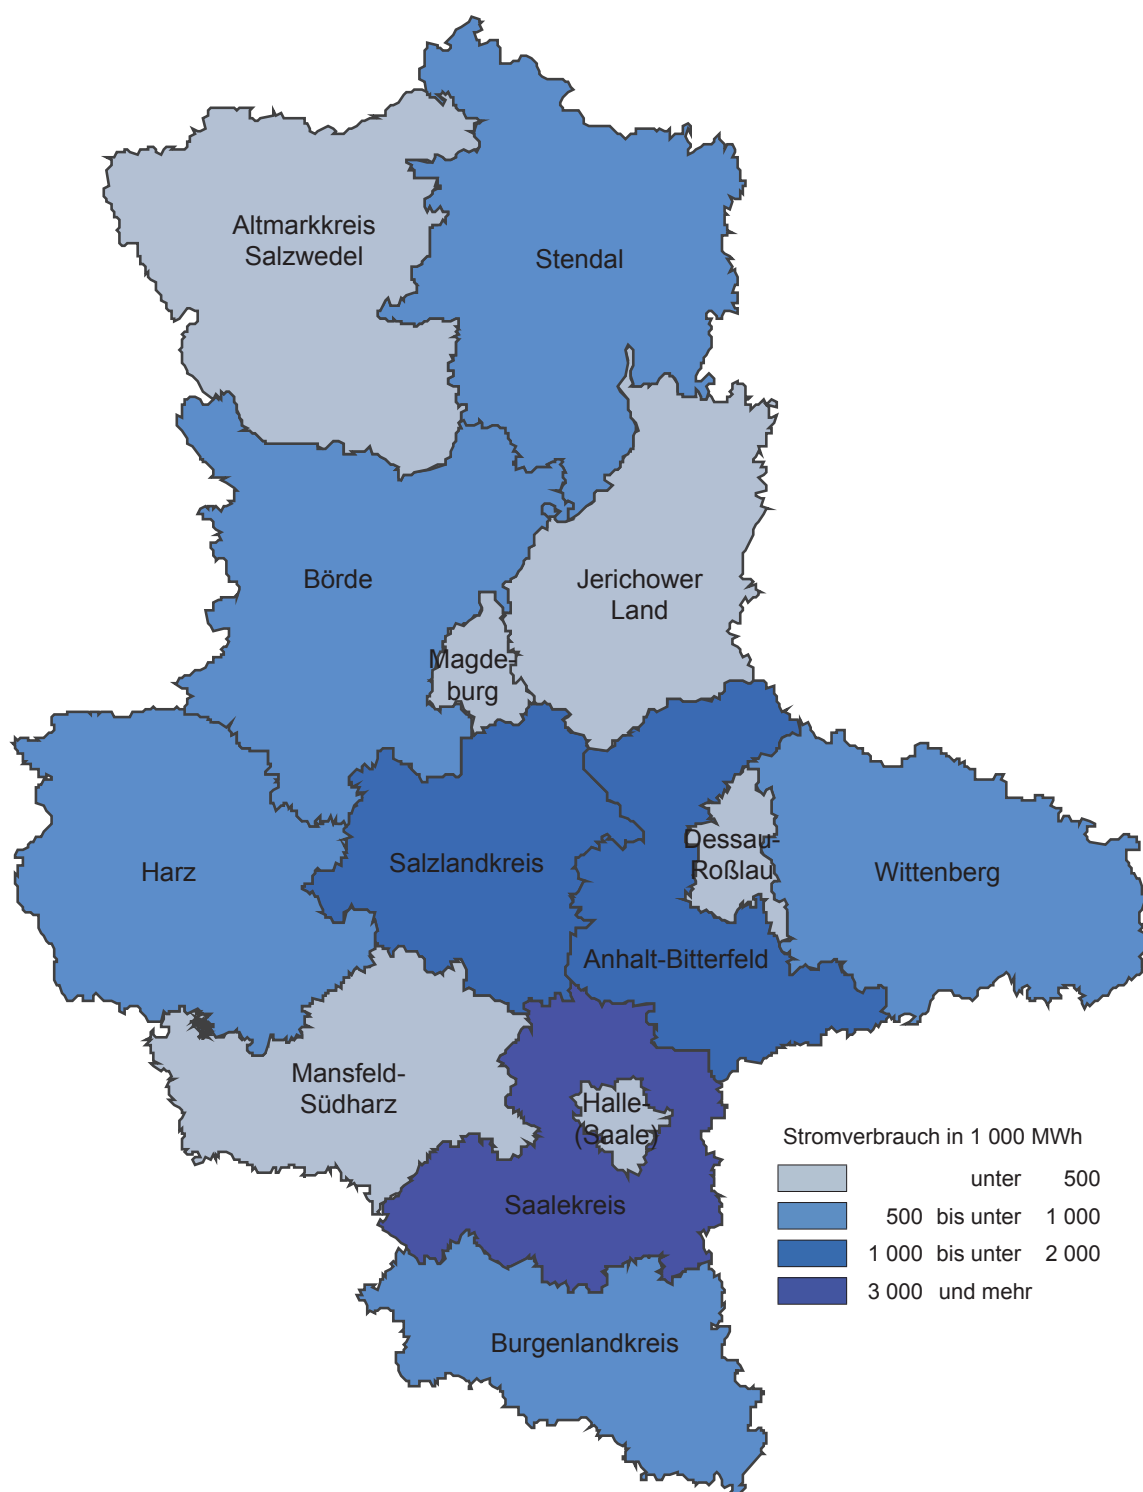 Altmarkkreis
Salzwedel
Stendal
Börde
Jerichower
Land
Magde-
burg
Harz
Salzlandkreis
Dessau-
Roßlau
Wittenberg
Anhalt-Bitterfeld
Mansfeld-
Südharz
Halle-
(Saale)
Saalekreis
Burgenlandkreis
Stromverbrauch in 1 000 MWh
unter 500
500 bis unter 1 000
1 000 bis unter 2 000
3 000 und mehr